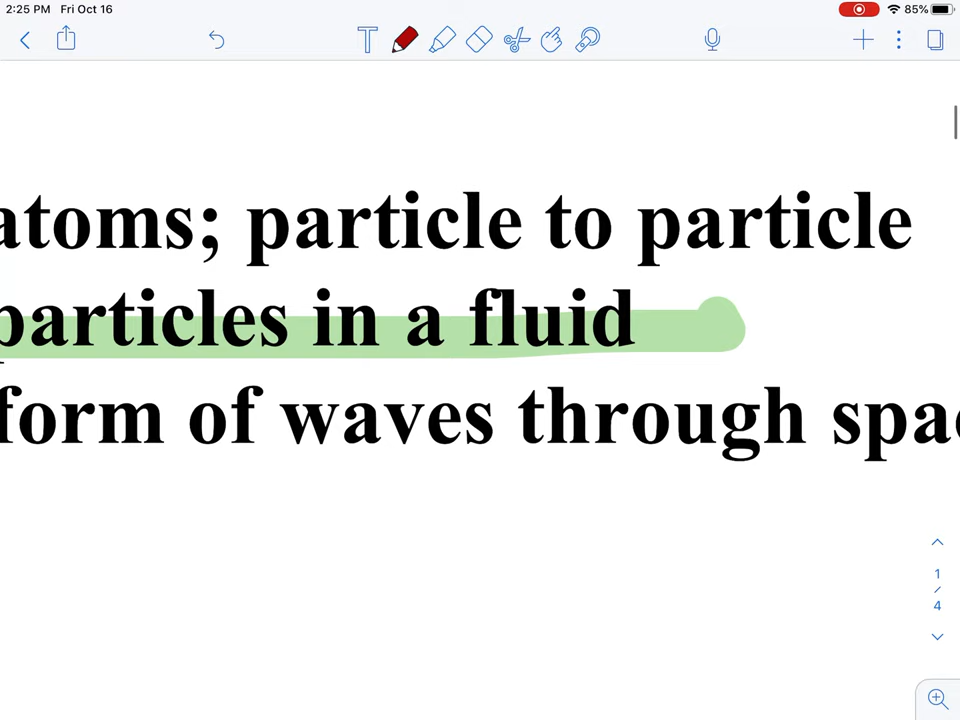 2:25 PM Fri Oct 16 85%
atoms; particle to particle
particles in a fluid
form of waves through spac
1
/
4